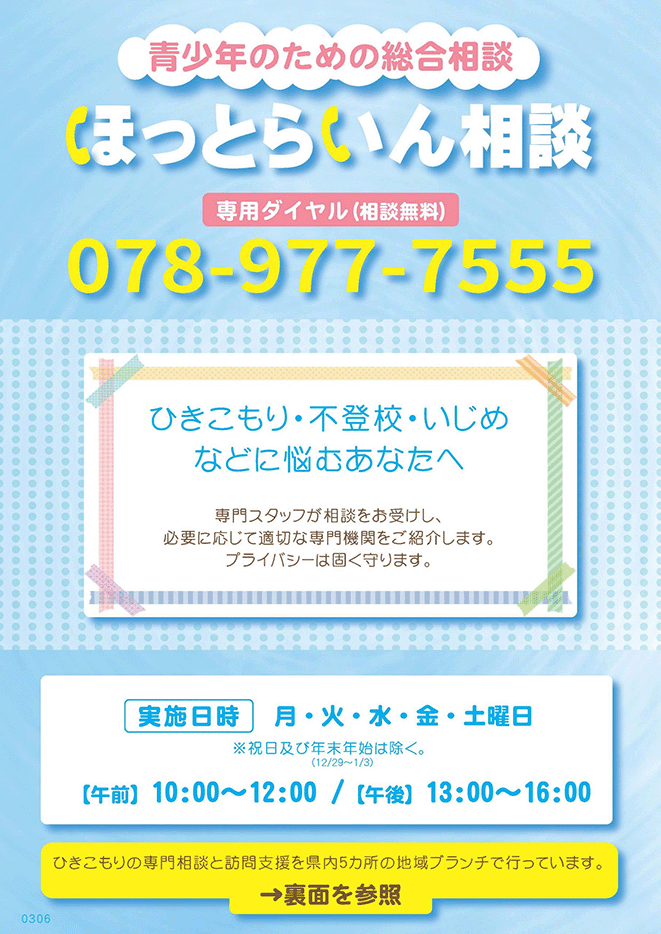 青少年のための総合相談
ほっとらいん相談
専用ダイヤル(相談無料)
078-977-7555
ひきこもり・不登校・いじめ
などに悩むあなたへ
専門スタッフが相談をお受けし、
必要に応じて適切な専門機関をご紹介します。
プライバシーは固く守ります。
実施日時 月・火・水・金・土曜日
※祝日及び年末年始は除く。
(12/29〜1/3)
【午前】10:00〜12:00 /【午後】13:00〜16:00
ひきこもりの専門相談と訪問支援を県内5カ所の地域ブランチで行っています。
→裏面を参照
0306